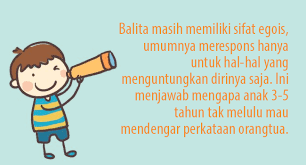 Balita masih memiliki sifat egois,
umumnya merespons hanya
untuk hal-hal yang
menguntungkan dirinya saja. Ini
menjawab mengapa anak 3-5
tahun tak melulu mau
mendengar perkataan orangtua.